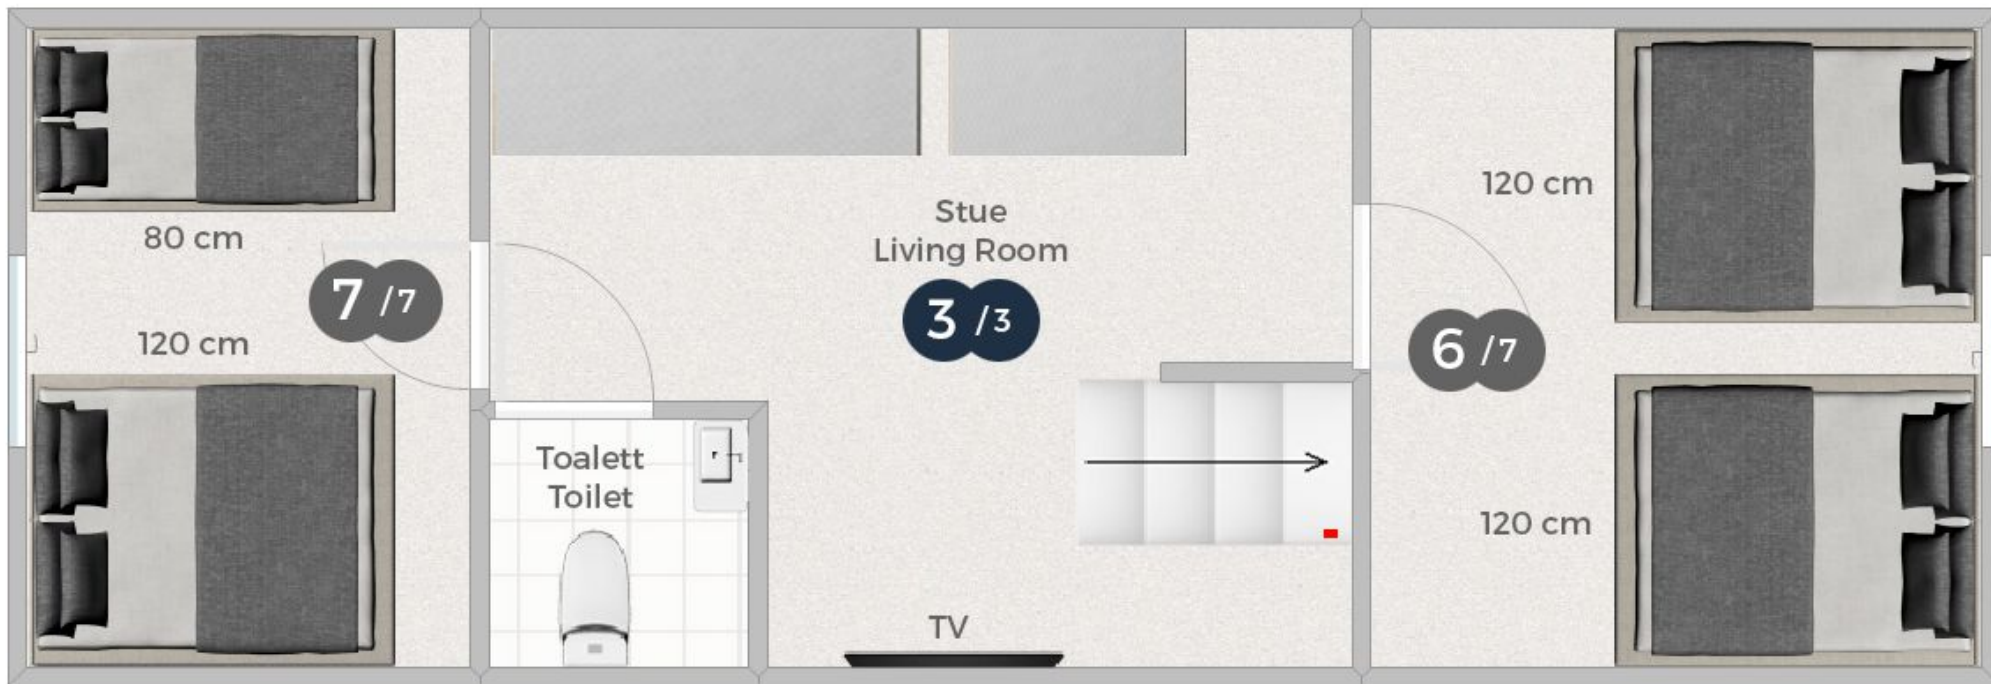 80 cm
7 /7
120 cm
Stue
Living Room
3 /3
Toalett
Toilet
TV
120 cm
6 /7
120 cm